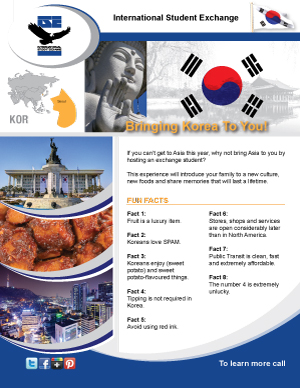 International Student Exchange
ISE
KOR
Seoul
Bringing Korea To You!
If you can't get to Asia this year, why not bring Asia to you by
hosting an exchange student?
This experience will introduce your family to a new culture,
new foods and share memories that will last a lifetime.
FUN FACTS
Fact 1:
Fruit is a luxury item
Fact 2:
Koreans love SPAM.
Fact 3:
Koreans enjoy (sweet
potato) and sweet
potato-flavoured things.
Fact 4:
Tipping is not required in
Korea.
Fact 5:
Avoid using red ink.
Fact 6:
Stores, shops and services
are open considerably later
than in North America.
Fact 7:
Public Transit is clean, fast
and extremely affordable.
Fact 8:
The number 4 is extremely
unlucky.
To learn more call